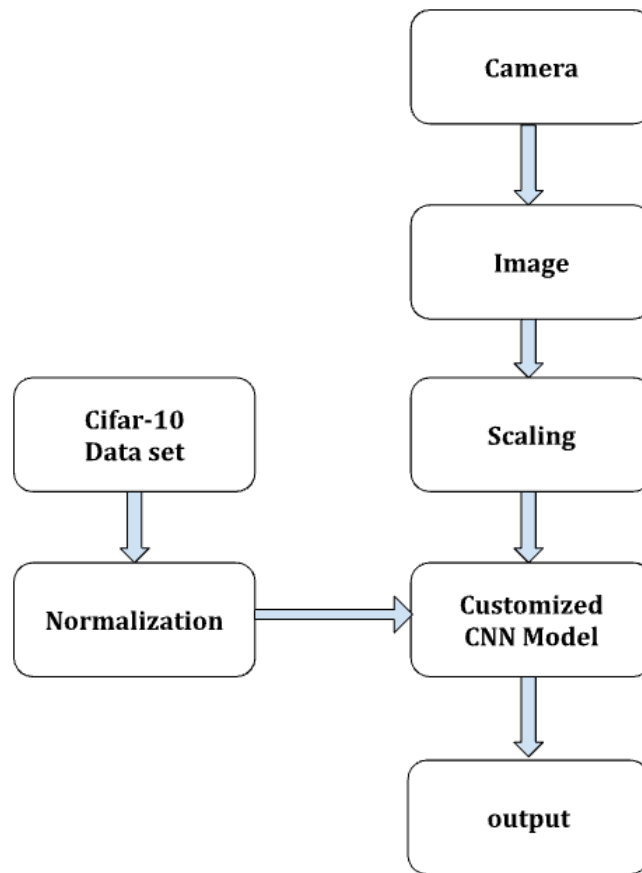 Camera
Image
Scaling
Cifar-10
Data set
Normalization
Customized
CNN Model
output